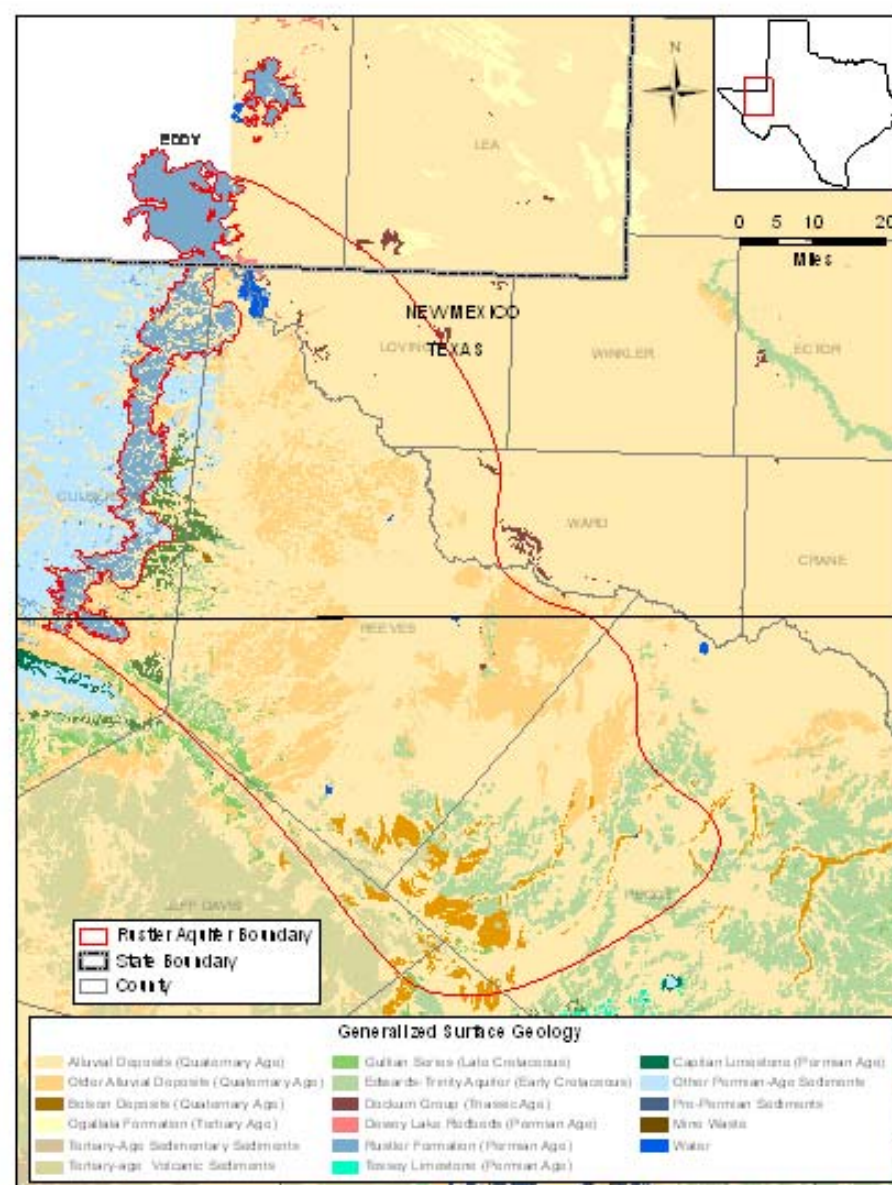 N
EDDY
LEA
0 5 10 20
Miles
NEW MEXICO
LOVING
TEXAS
WINKLER
ECTOR
WARD
CRANE
REEVES
JEFF DAVIS
Rustler Aquifer Boundary
State Boundary
County
Generalized Surface Geology
Alluvial Deposits (Quaternary Age)
Older Alluvial Deposits (Quaternary Age)
Bolson Deposits (Quaternary Age)
Ogallala Formation (Tertiary Age)
Tertiary-Age Sedimentary Sediments
Tertiary-age Volcanic Sediments
Gulfian Series (Late Cretaceous)
Edwards-Trinity Aquifer (Early Cretaceous)
Dockum Group (Triassic Age)
Dewey Lake Redbeds (Permian Age)
Rustler Formation (Permian Age)
Tessey Limestone (Permian Age)
Capitan Limestone (Permian Age)
Other Permian-Age Sediments
Pre-Permian Sediments
Mine Waste
Water